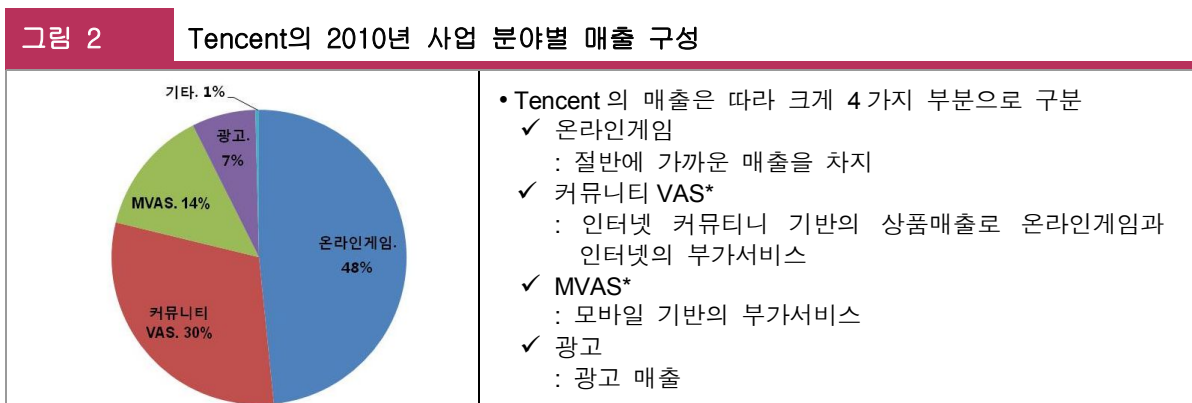 그림 2
Tencent의 2010년 사업 분야별 매출 구성
기타. 1%
광고.
7%
MVAS. 14%
온라인게임.
48%
커뮤니티
VAS. 30%
• Tencent 의 매출은 따라 크게 4 가지 부분으로 구분
✓ 온라인게임
: 절반에 가까운 매출을 차지
✓ 커뮤니티 VAS*
: 인터넷 커뮤티니 기반의 상품매출로 온라인게임과
인터넷의 부가서비스
✓ MVAS*
: 모바일 기반의 부가서비스
✓ 광고
: 광고 매출